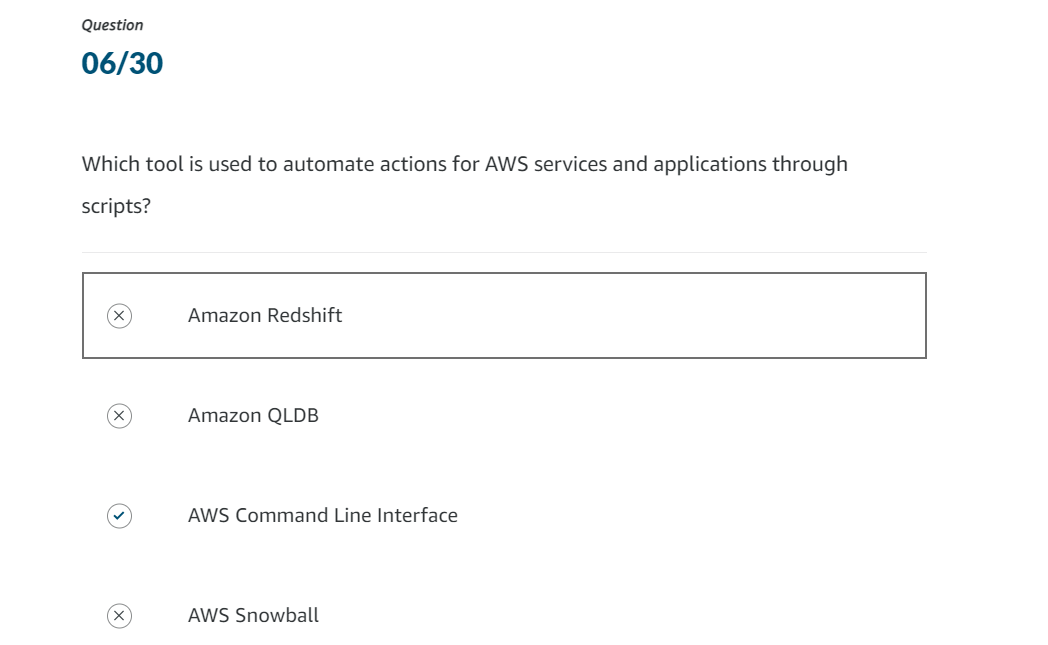 Question
06/30
Which tool is used to automate actions for AWS services and applications through
scripts?
Amazon Redshift
Amazon QLDB
AWS Command Line Interface
AWS Snowball